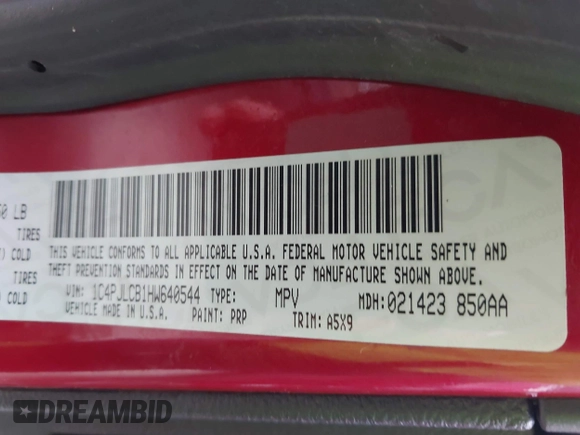 50 LB
TIRES
COLD
TIRES
COLD
THIS VEHICLE CONFORMS TO ALL APPLICABLE U.S.A. FEDERAL MOTOR VEHICLE SAFETY AND
THEFT PREVENTION STANDARDS IN EFFECT ON THE DATE OF MANUFACTURE SHOWN ABOVE.
VIN: 1C4PJLCB1HW640544 TYPE: MPV MDH:021423 850AA
VEHICLE MADE IN U.S.A. PAINT: PRP TRIM: A5X9
DREAMBID